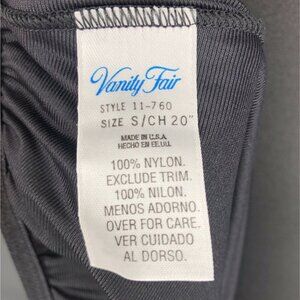 Vanity Fair
STYLE 11-760
SIZE S/CH 20"
MADE IN U.S.A
HECHO EN EE.UU.
100% NYLON.
EXCLUDE TRIM.
100% NILON.
MENOS ADORNO.
OVER FOR CARE.
VER CUIDADO
AL DORSO.